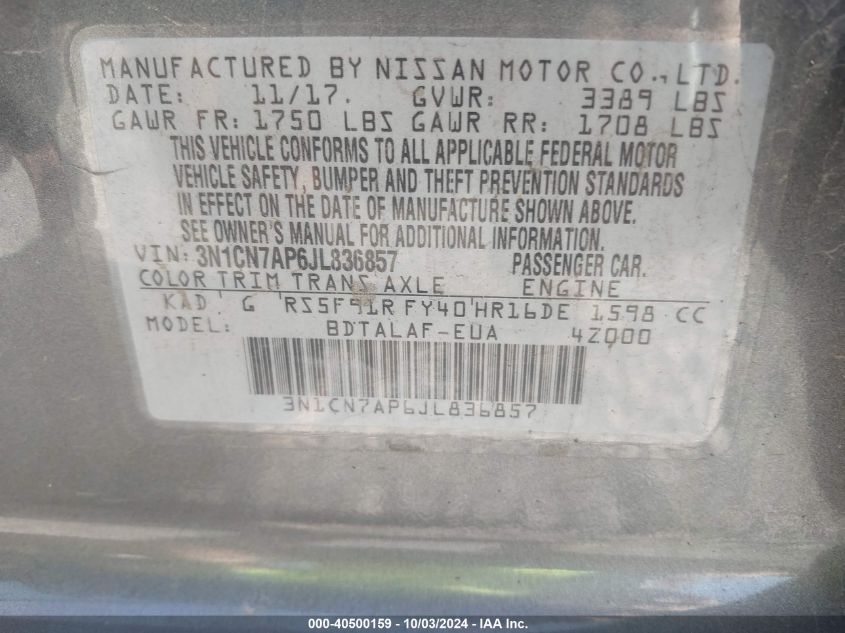 MANUFACTURED BY NISSAN MOTOR CO., LTD.
DATE: 11/17. GVWR: 3389 LBS
GAWR FR: 1750 LBS GAWR RR: 1708 LBS
THIS VEHICLE CONFORMS TO ALL APPLICABLE FEDERAL MOTOR
VEHICLE SAFETY, BUMPER AND THEFT PREVENTION STANDARDS
IN EFFECT ON THE DATE OF MANUFACTURE SHOWN ABOVE.
SEE OWNER'S MANUAL FOR ADDITIONAL INFORMATION.
VIN: 3N1CN7AP6JL836857 PASSENGER CAR.
COLOR TRIM TRANS AXLE ENGINE
KAD G RS5F91R FY40 HR16DE 1598 CC
MODEL: BDTALAF-EUA 4Z000
3N1CN7AP6JL836857
000-40500159 - 10/03/2024 - IAA Inc.